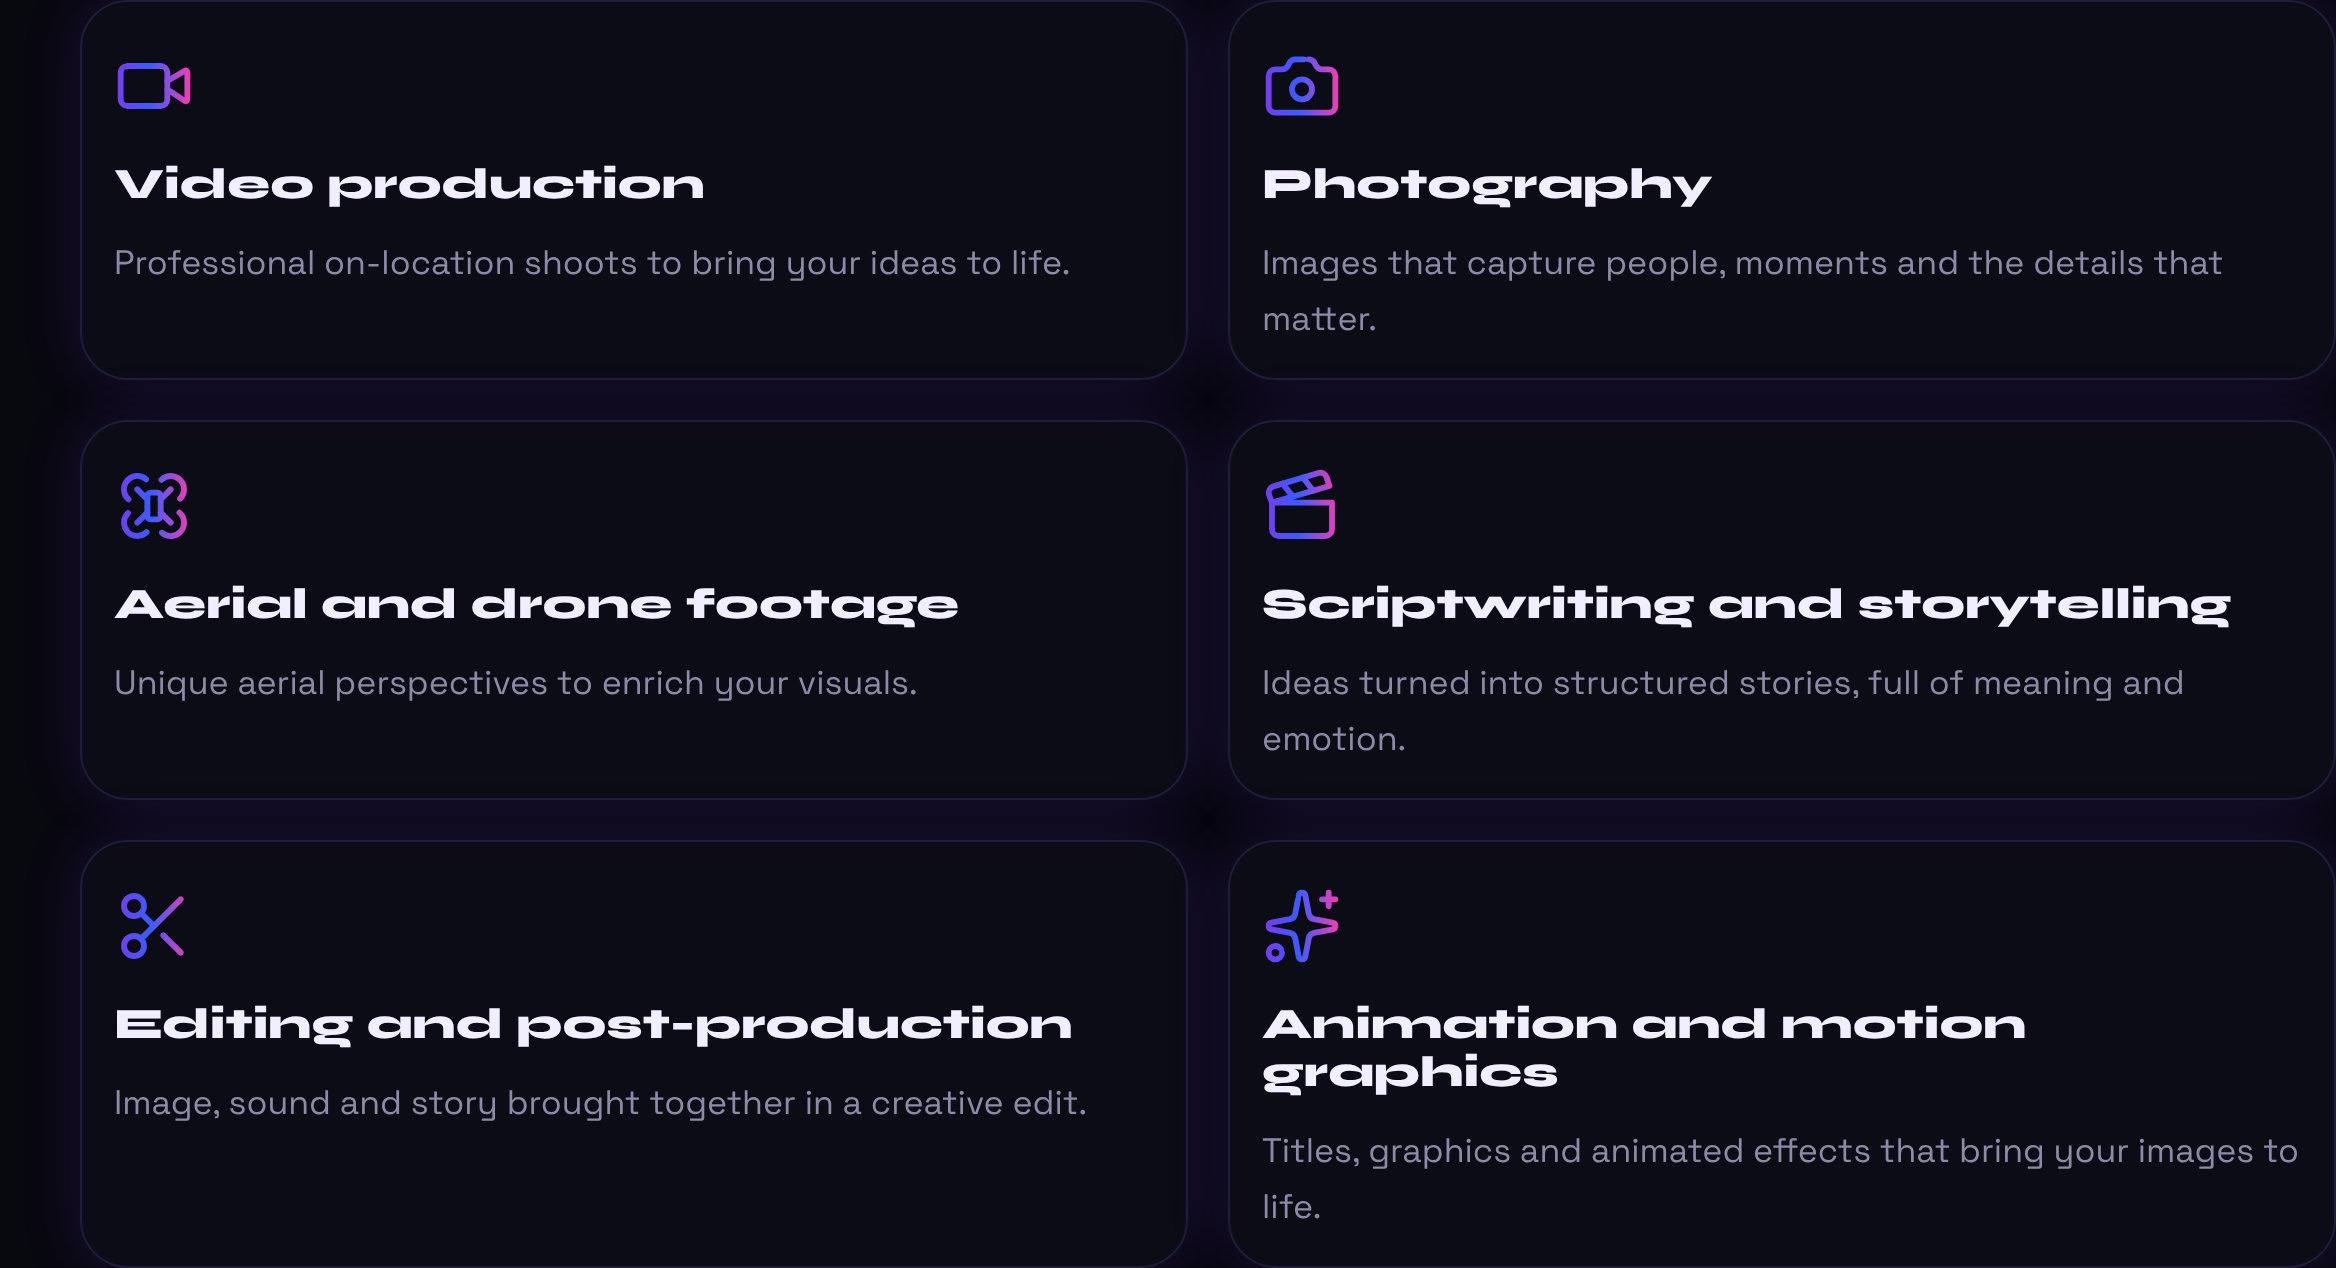 Video production
Professional on-location shoots to bring your ideas to life.
Photography
Images that capture people, moments and the details that
matter.
Aerial and drone footage
Unique aerial perspectives to enrich your visuals.
Scriptwriting and storytelling
Ideas turned into structured stories, full of meaning and
emotion.
Editing and post-production
Image, sound and story brought together in a creative edit.
Animation and motion
graphics
Titles, graphics and animated effects that bring your images to
life.